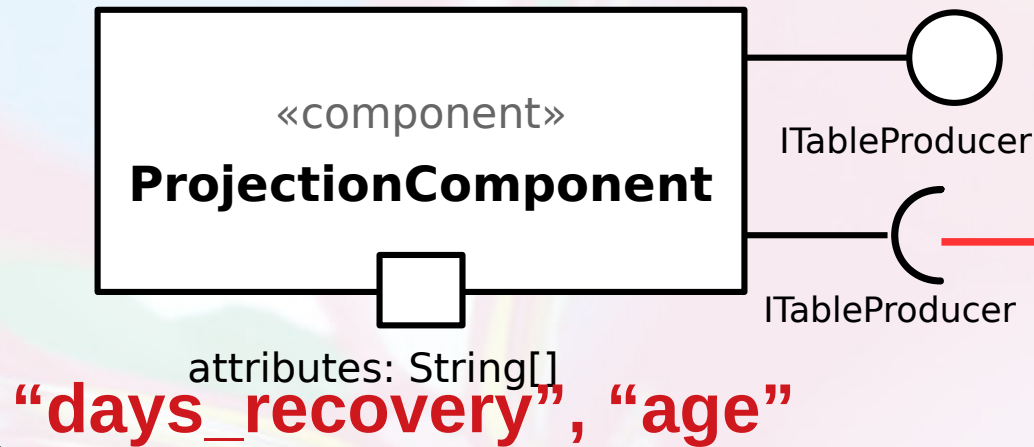 «component»
ITableProducer
ProjectionComponent
ITableProducer
attributes: String[]
“days_recovery”, “age”